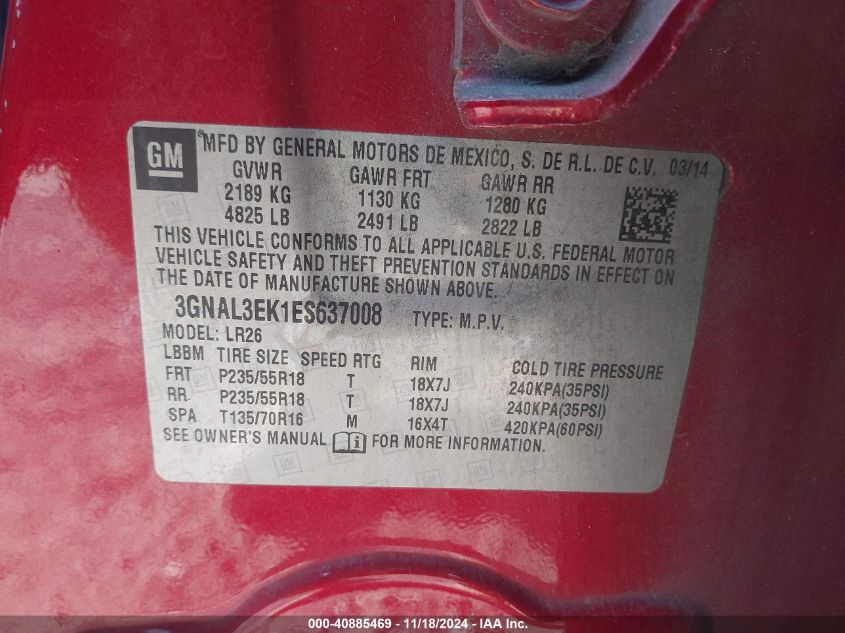 GM
MFD BY GENERAL MOTORS DE MEXICO, S. DE R.L. DE C.V. 03/14
GVWR GAWR FRT GAWR RR
2189 KG 1130 KG 1280 KG
4825 LB 2491 LB 2822 LB
THIS VEHICLE CONFORMS TO ALL APPLICABLE U.S. FEDERAL MOTOR
VEHICLE SAFETY AND THEFT PREVENTION STANDARDS IN EFFECT ON
THE DATE OF MANUFACTURE SHOWN ABOVE.
3GNAL3EK1ES637008 TYPE: M.P.V.
MODEL: LR26
LBBM TIRE SIZE SPEED RTG RIM COLD TIRE PRESSURE
FRT P235/55R18 T 18X7J 240KPA(35PSI)
RR P235/55R18 T 18X7J 240KPA(35PSI)
SPA T135/70R16 M 16X4T 420KPA(60PSI)
SEE OWNER'S MANUAL i FOR MORE INFORMATION.
000-40885469 - 11/18/2024 - IAA Inc.